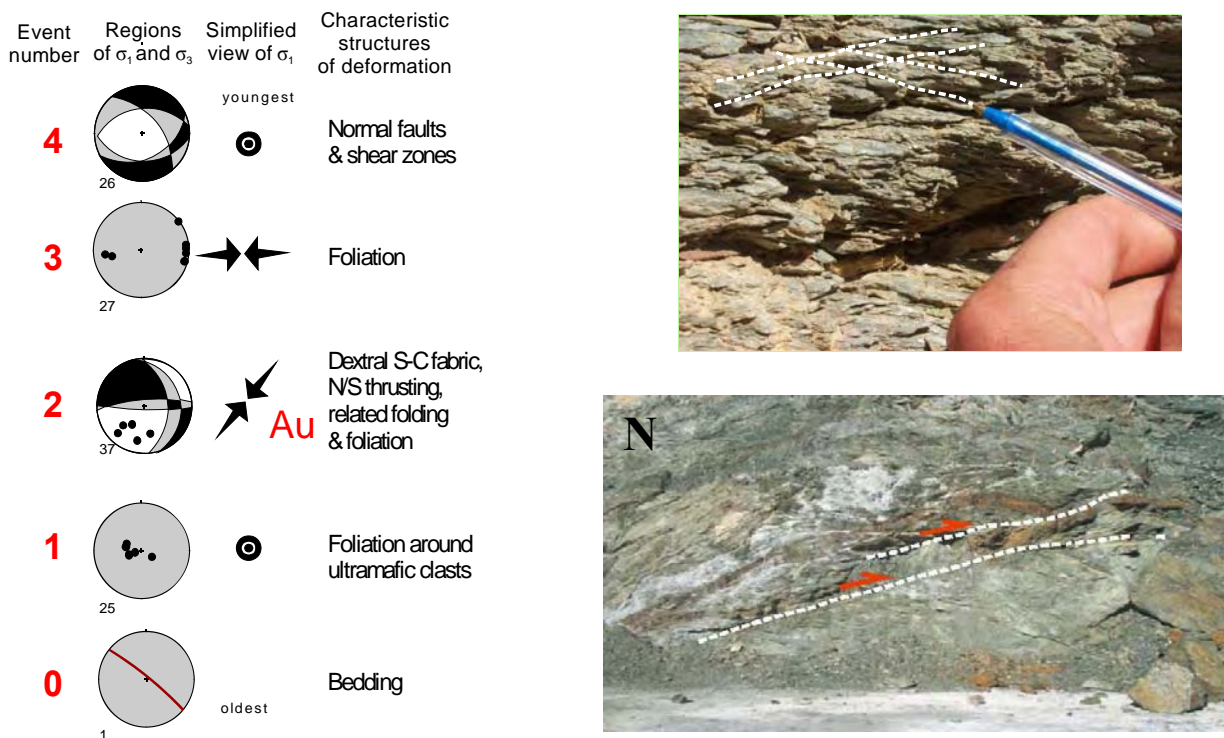 Event number
Regions of σ1 and σ3
Simplified view of σ1
Characteristic structures of deformation
youngest
4
26
Normal faults
& shear zones
3
27
Foliation
2
37
Au
Dextral S-C fabric,
N/S thrusting,
related folding
& foliation
1
25
Foliation around
ultramafic clasts
0
1
oldest
Bedding
N